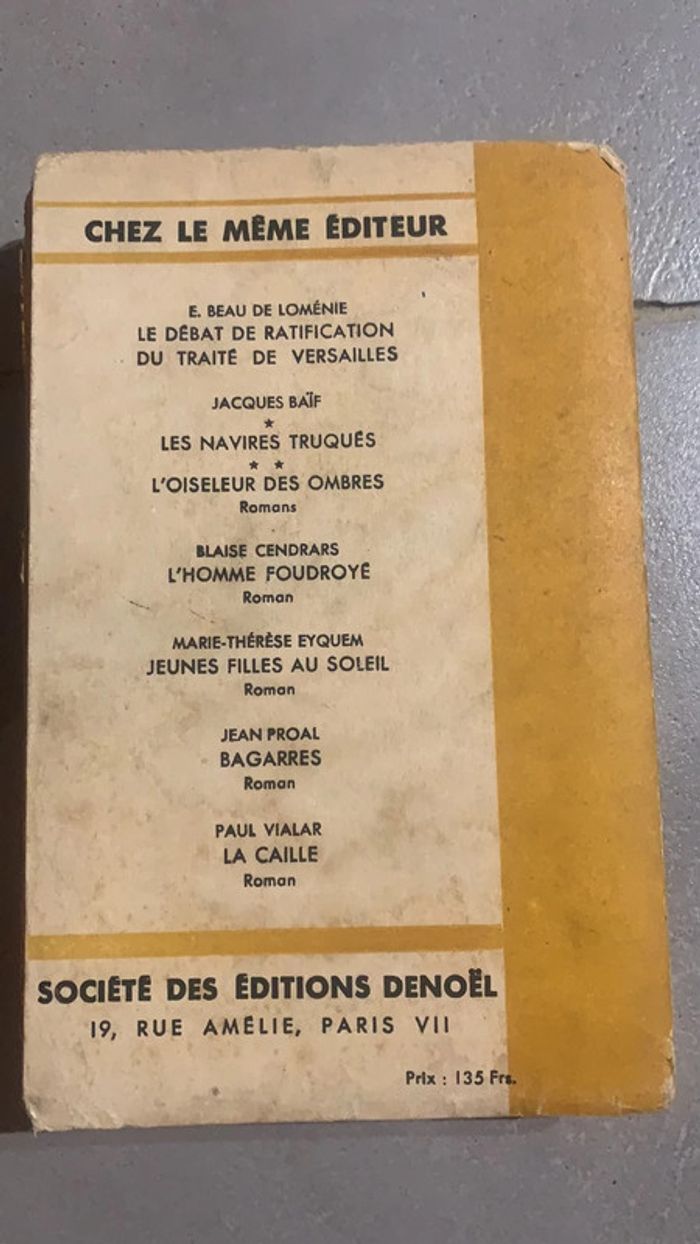 CHEZ LE MÊME ÉDITEUR
E. BEAU DE LOMÉNIE
LE DÉBAT DE RATIFICATION
DU TRAITÉ DE VERSAILLES
JACQUES BAÏF
★
LES NAVIRES TRUQUÉS
★ ★
L'OISELEUR DES OMBRES
Romans
BLAISE CENDRARS
L'HOMME FOUDROYÉ
Roman
MARIE-THÉRÈSE EYQUEM
JEUNES FILLES AU SOLEIL
Roman
JEAN PROAL
BAGARRES
Roman
PAUL VIALAR
LA CAILLE
Roman
SOCIÉTÉ DES ÉDITIONS DENOËL
19, RUE AMÉLIE, PARIS VII
Prix : 135 Frs.